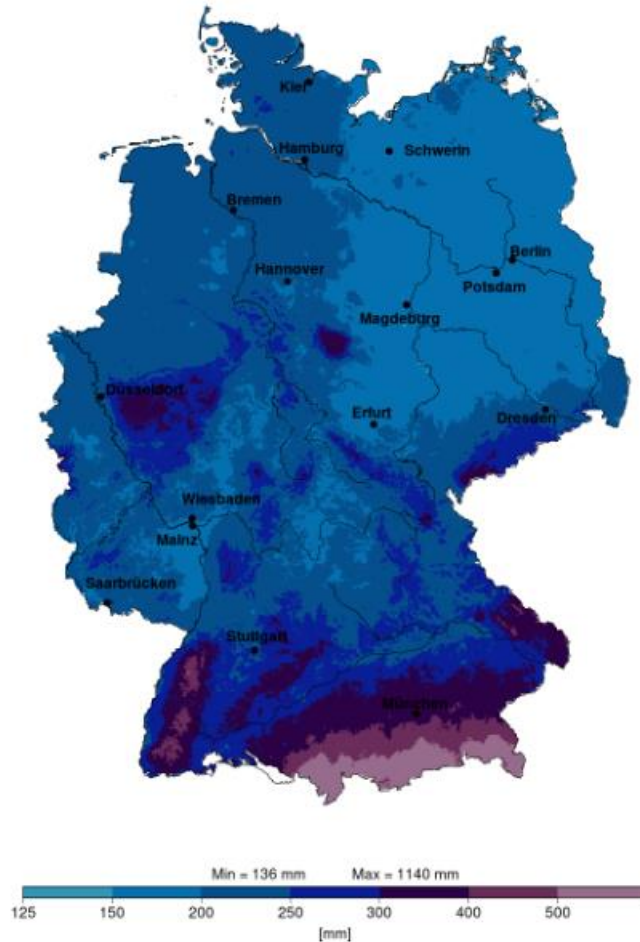 Kiel
Hamburg
Schwerin
Bremen
Berlin
Hannover
Potsdam
Magdeburg
Düsseldorf
Erfurt
Dresden
Wiesbaden
Mainz
Saarbrücken
Stuttgart
München
Min = 136 mm Max = 1140 mm
125 150 200 250 300 400 500
[mm]